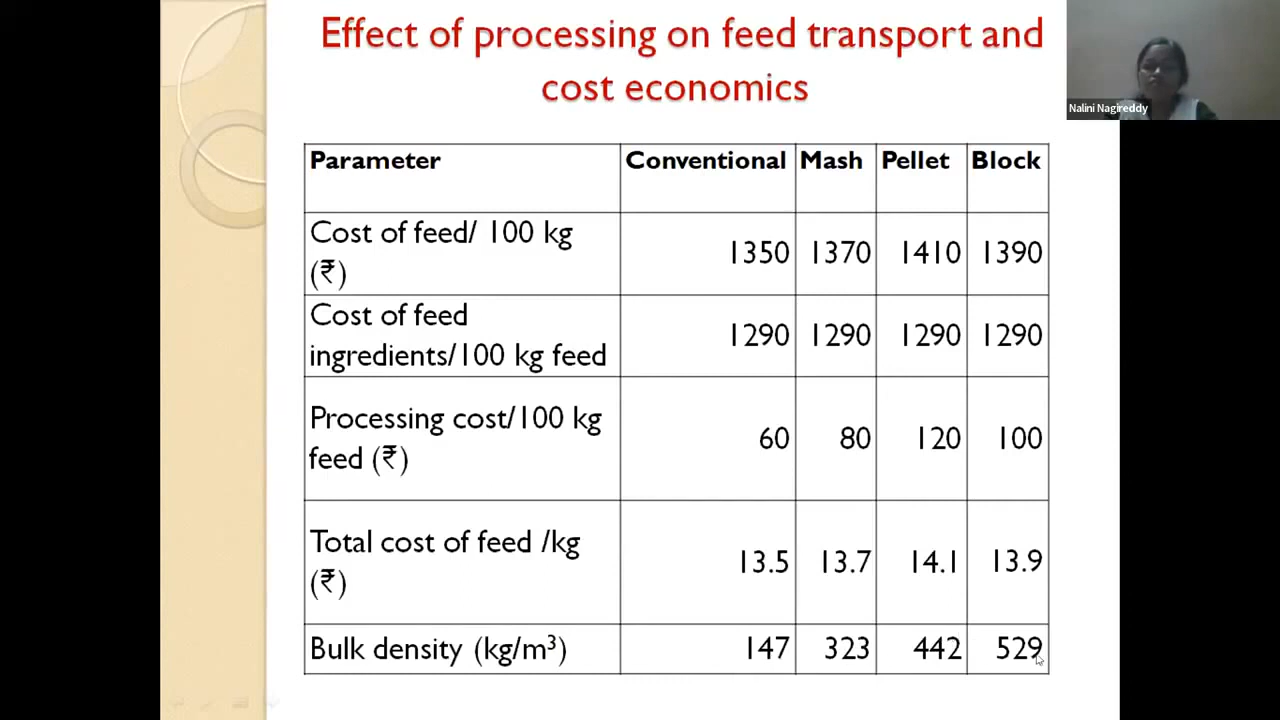 Effect of processing on feed transport and
cost economics
Nalini Nagireddy
Parameter Conventional Mash Pellet Block
Cost of feed/ 100 kg
(₹) 1350 1370 1410 1390
Cost of feed
ingredients/100 kg feed 1290 1290 1290 1290
Processing cost/100 kg
feed (₹) 60 80 120 100
Total cost of feed /kg
(₹) 13.5 13.7 14.1 13.9
Bulk density (kg/m³) 147 323 442 529